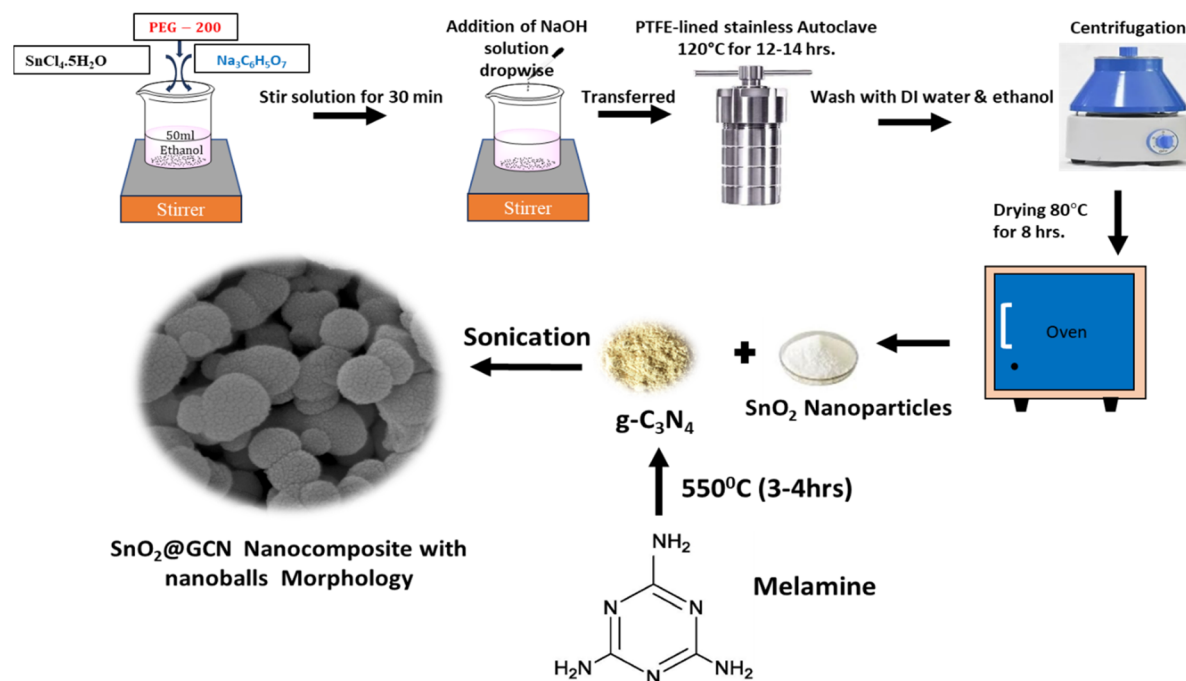 PEG – 200
SnCl₄.5H₂O
Na₃C₆H₅O₇
50ml
Ethanol
Stirrer
Stir solution for 30 min
Addition of NaOH
solution
dropwise
Stirrer
Transferred
PTFE-lined stainless Autoclave
120°C for 12-14 hrs.
Wash with DI water & ethanol
Centrifugation
Drying 80°C
for 8 hrs.
Oven
SnO₂ Nanoparticles
+
g-C₃N₄
Sonication
550⁰C (3-4hrs)
SnO₂@GCN Nanocomposite with
nanoballs Morphology
Melamine
NH₂
N
N
H₂N
N
NH₂